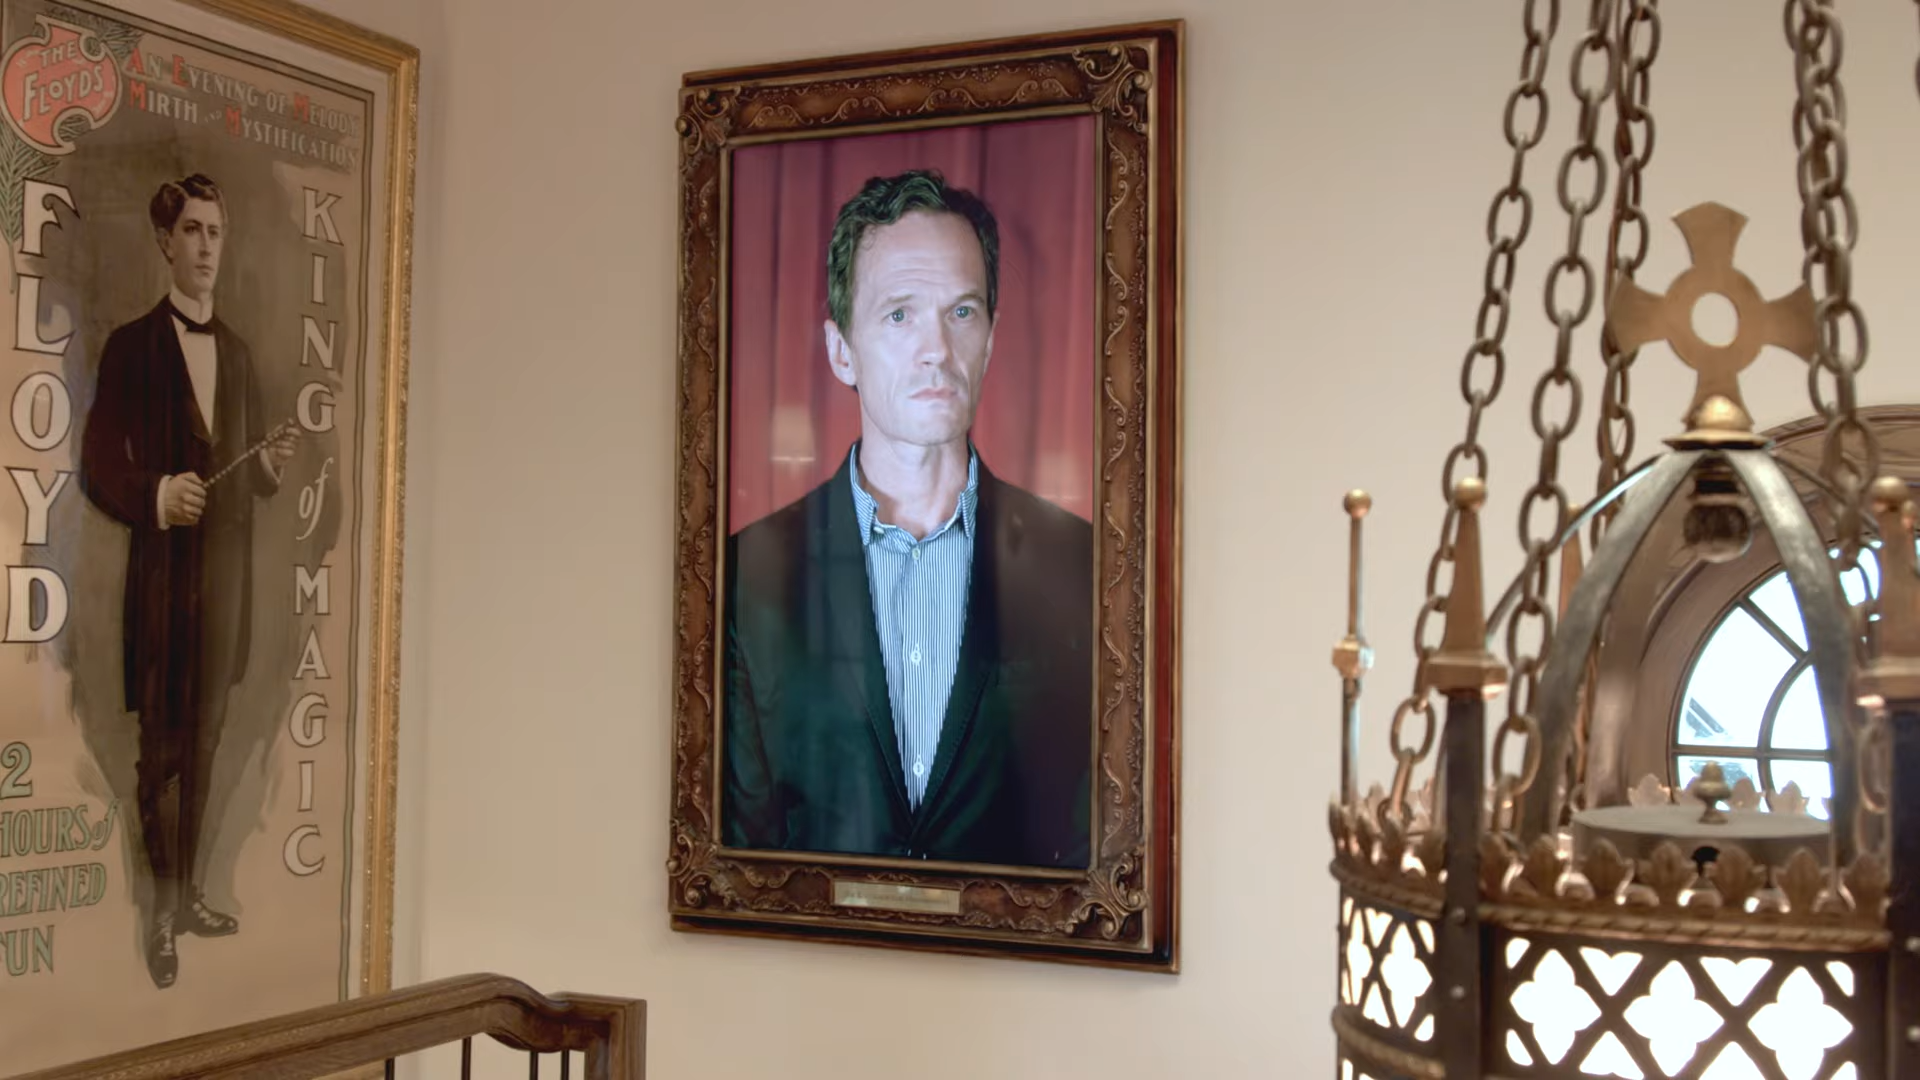 THE
FLOYDS
AN EVENING OF MELODY
MIRTH AND MYSTIFICATION
FLOYD
KING of MAGIC
2
HOURS of
REFINED
FUN